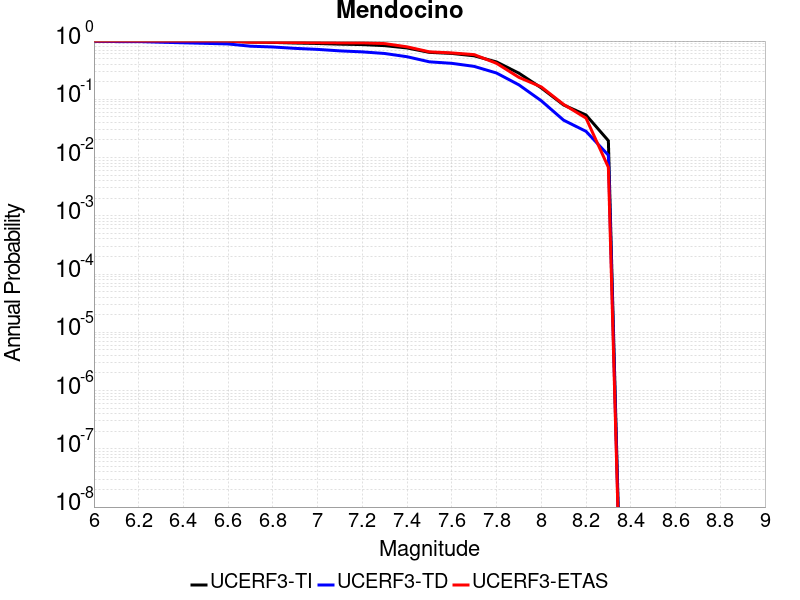 Mendocino
10^0
10^-1
10^-2
10^-3
10^-4
10^-5
10^-6
10^-7
10^-8
Annual Probability
6 6.2 6.4 6.6 6.8 7 7.2 7.4 7.6 7.8 8 8.2 8.4 8.6 8.8 9
Magnitude
UCERF3-TI UCERF3-TD UCERF3-ETAS